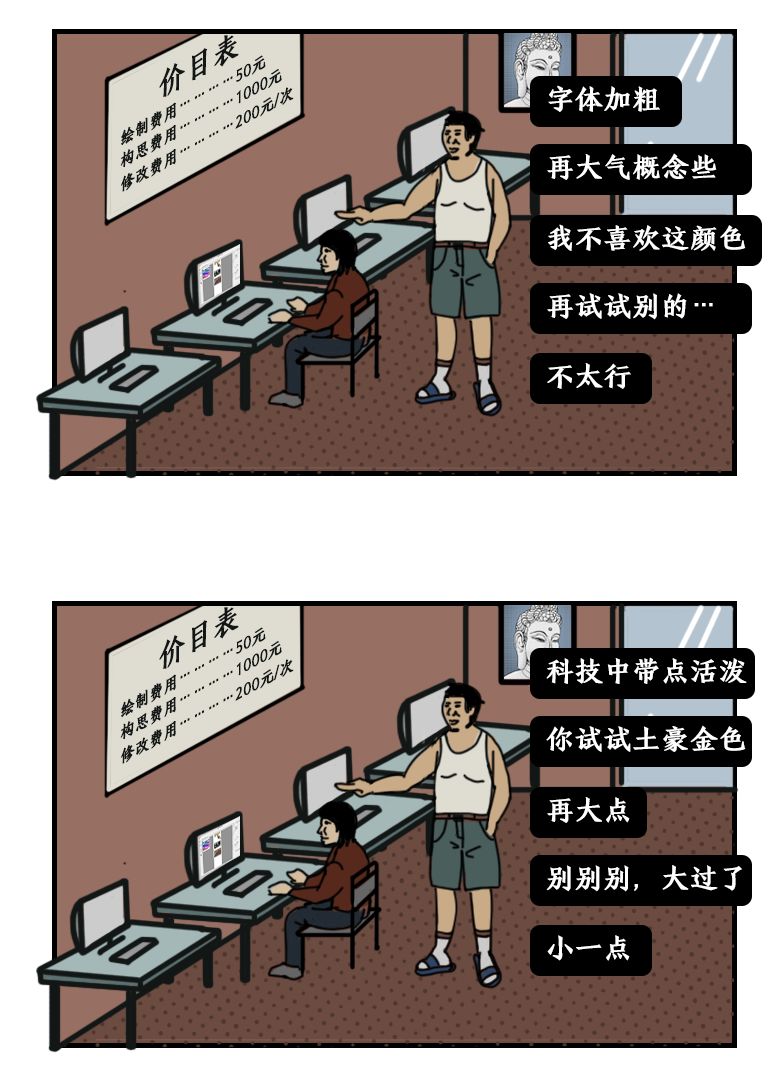 价目表
绘制费用…………50元
构思费用…………1000元
修改费用…………200元/次
字体加粗
再大气概念些
我不喜欢这颜色
再试试别的…
不太行
价目表
绘制费用…………50元
构思费用…………1000元
修改费用…………200元/次
科技中带点活泼
你试试土豪金色
再大点
别别别，大过了
小一点